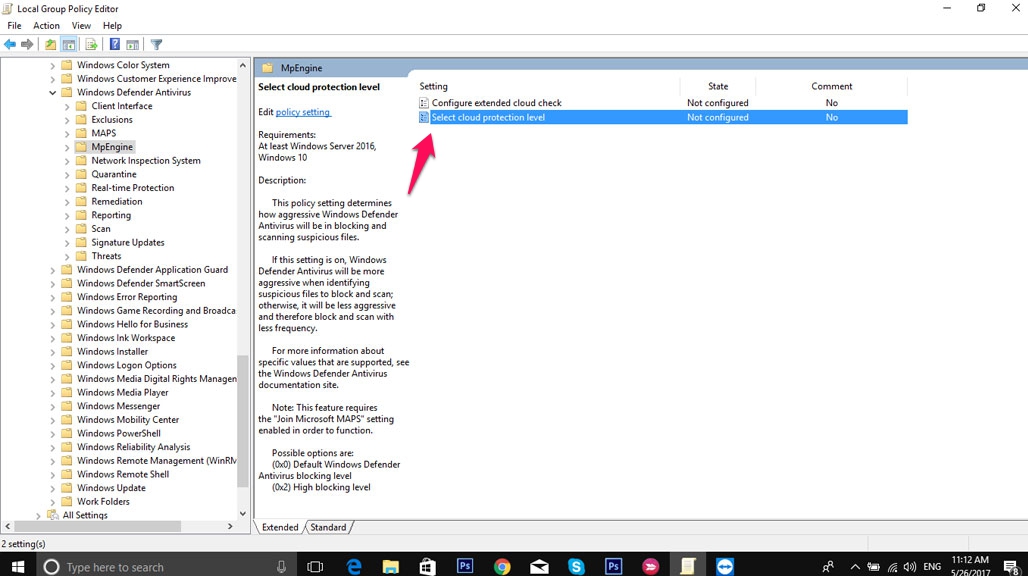 Local Group Policy Editor
File Action View Help
Windows Color System
Windows Customer Experience Improve
Windows Defender Antivirus
Client Interface
Exclusions
MAPS
MpEngine
Network Inspection System
Quarantine
Real-time Protection
Remediation
Reporting
Scan
Signature Updates
Threats
Windows Defender Application Guard
Windows Defender SmartScreen
Windows Error Reporting
Windows Game Recording and Broadca
Windows Hello for Business
Windows Ink Workspace
Windows Installer
Windows Logon Options
Windows Media Digital Rights Managen
Windows Media Player
Windows Messenger
Windows Mobility Center
Windows PowerShell
Windows Reliability Analysis
Windows Remote Management (WinRM
Windows Remote Shell
Windows Update
Work Folders
All Settings
MpEngine
Select cloud protection level
Edit policy setting
Requirements:
At least Windows Server 2016,
Windows 10
Description:
This policy setting determines
how aggressive Windows Defender
Antivirus will be in blocking and
scanning suspicious files.
If this setting is on, Windows
Defender Antivirus will be more
aggressive when identifying
suspicious files to block and scan;
otherwise, it will be less aggressive
and therefore block and scan with
less frequency.
For more information about
specific values that are supported, see
the Windows Defender Antivirus
documentation site.
Note: This feature requires
the "Join Microsoft MAPS" setting
enabled in order to function.
Possible options are:
(0x0) Default Windows Defender
Antivirus blocking level
(0x2) High blocking level
Setting State Comment
Configure extended cloud check Not configured No
Select cloud protection level Not configured No
Extended Standard
2 setting(s)
Type here to search
Ps
Ps
ENG
11:12 AM
5/26/2017
8